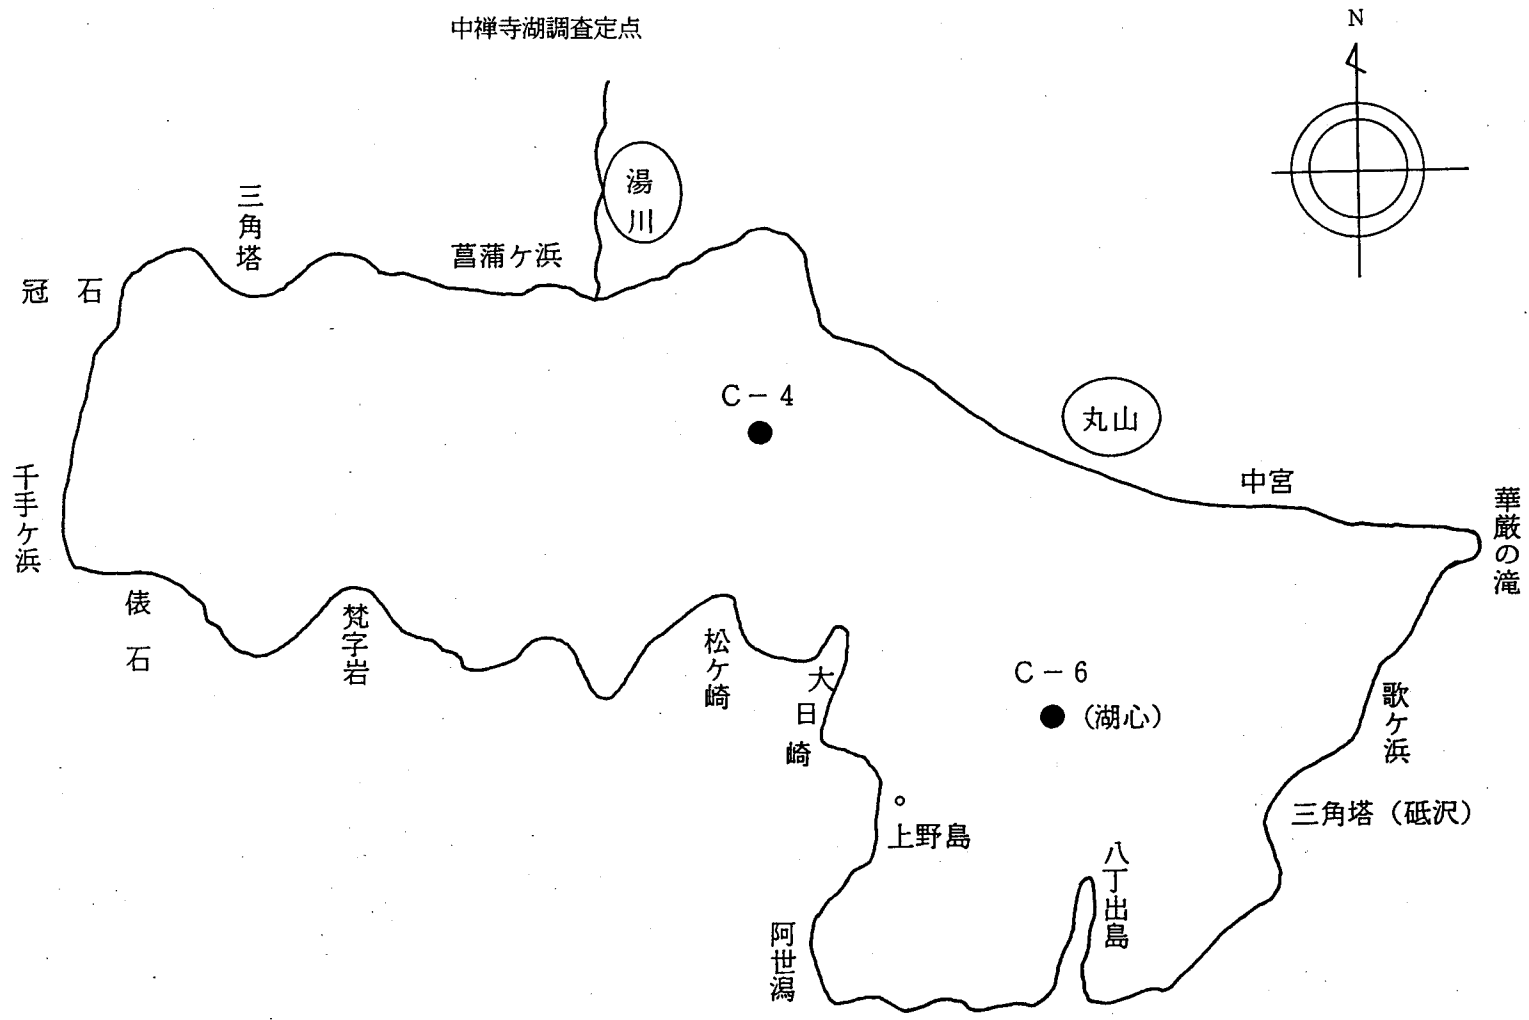 中禅寺湖調査定点
N
湯川
三角塔
菖蒲ケ浜
冠石
C-4
丸山
中宮
千手ケ浜
華厳の滝
俵石
梵字岩
松ケ崎
大日崎
C-6
(湖心)
歌ケ浜
上野島
三角塔(砥沢)
八丁出島
阿世潟